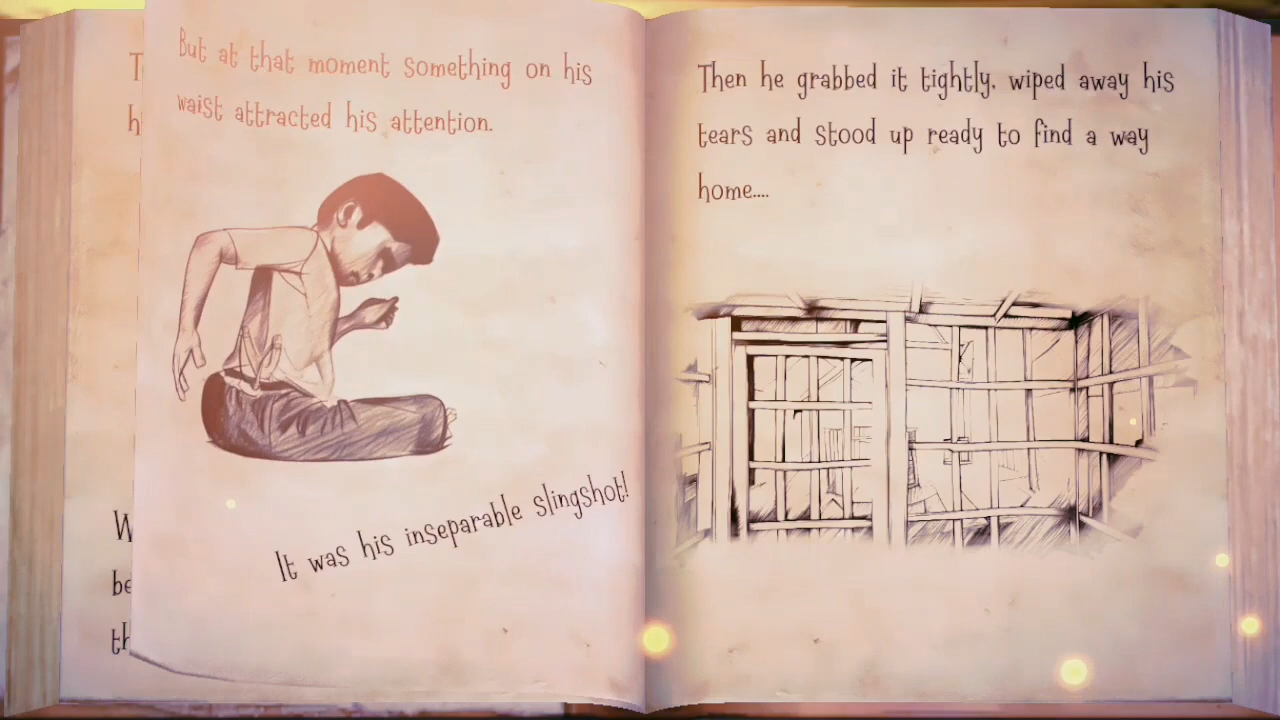 But at that moment something on his
waist attracted his attention.
It was his inseparable slingshot!
Then he grabbed it tightly, wiped away his
tears and stood up ready to find a way
home....